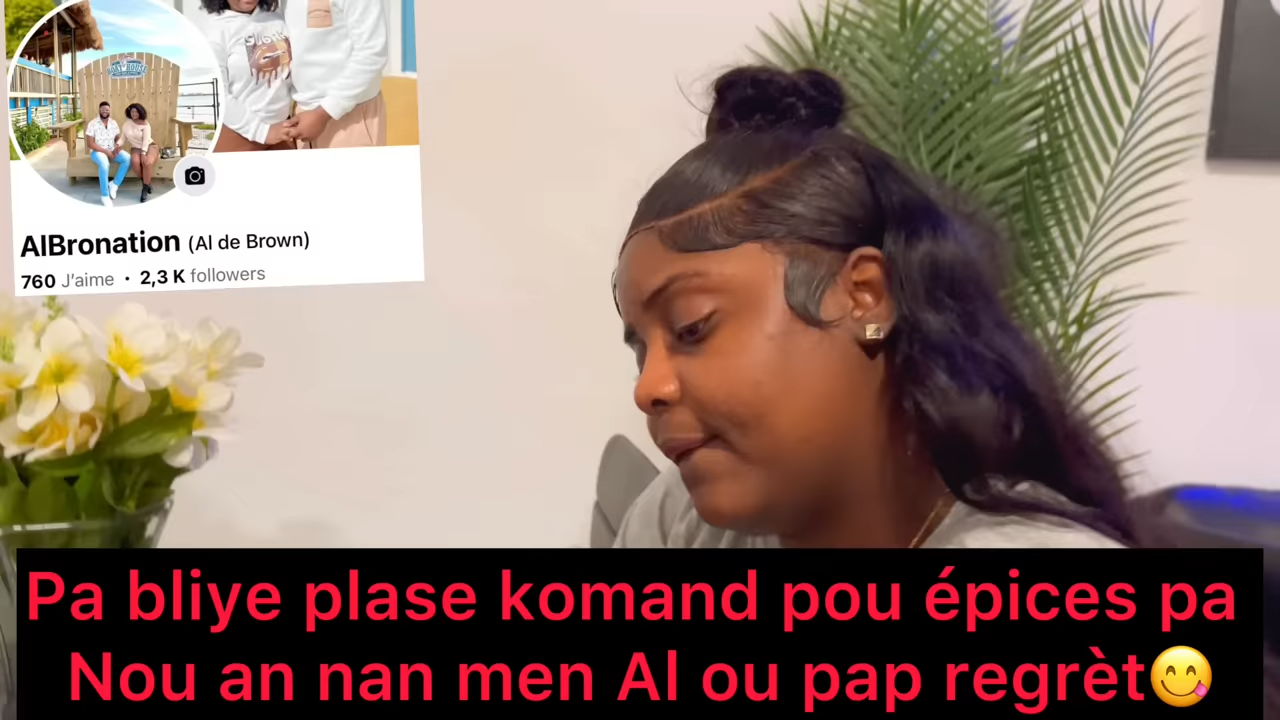 AlBronation (Al de Brown)
760 J'aime • 2,3 K followers
Pa bliye plase komand pou épices pa
Nou an nan men Al ou pap regrèt😋